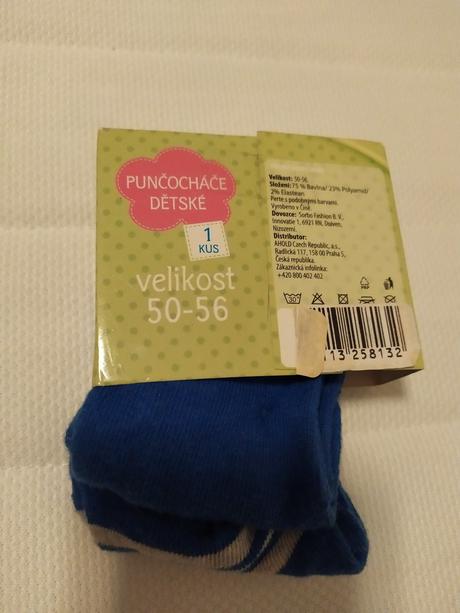 PUNČOCHÁČE
DĚTSKÉ
1
KUS
velikost
50-56
Velikost: 50-56
Složení: 75 % Bavlna/ 23% Polyamid/
2% Elastean
Perte s podobnými barvami.
Vyrobeno v Číně.
Dovozce: Sorbo Fashion B. V.,
Innovatie 1, 6921 RN, Duiven,
Nizozemí.
Distributor:
AHOLD Czech Republic, a.s.,
Radlická 117, 158 00 Praha 5,
Česká republika.
Zákaznická infolinka:
+420 800 402 402
PAP
13 258132